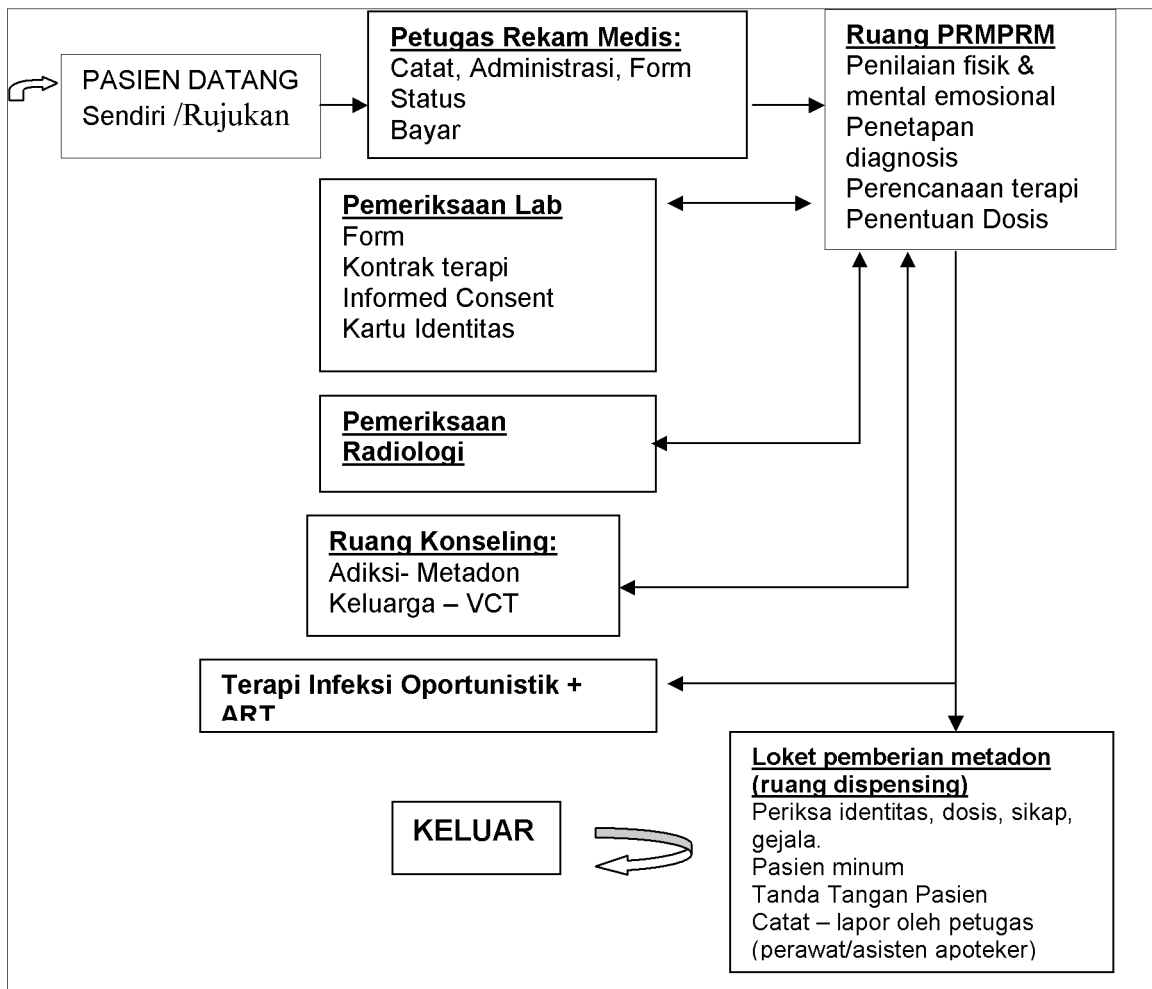 PASIEN DATANG
Sendiri /Rujukan
Petugas Rekam Medis:
Catat, Administrasi, Form
Status
Bayar
Ruang PRMPRM
Penilaian fisik &
mental emosional
Penetapan
diagnosis
Perencanaan terapi
Penentuan Dosis
Pemeriksaan Lab
Form
Kontrak terapi
Informed Consent
Kartu Identitas
Pemeriksaan
Radiologi
Ruang Konseling:
Adiksi- Metadon
Keluarga – VCT
Terapi Infeksi Oportunistik +
ART
Loket pemberian metadon
(ruang dispensing)
Periksa identitas, dosis, sikap,
gejala.
Pasien minum
Tanda Tangan Pasien
Catat – lapor oleh petugas
(perawat/asisten apoteker)
KELUAR